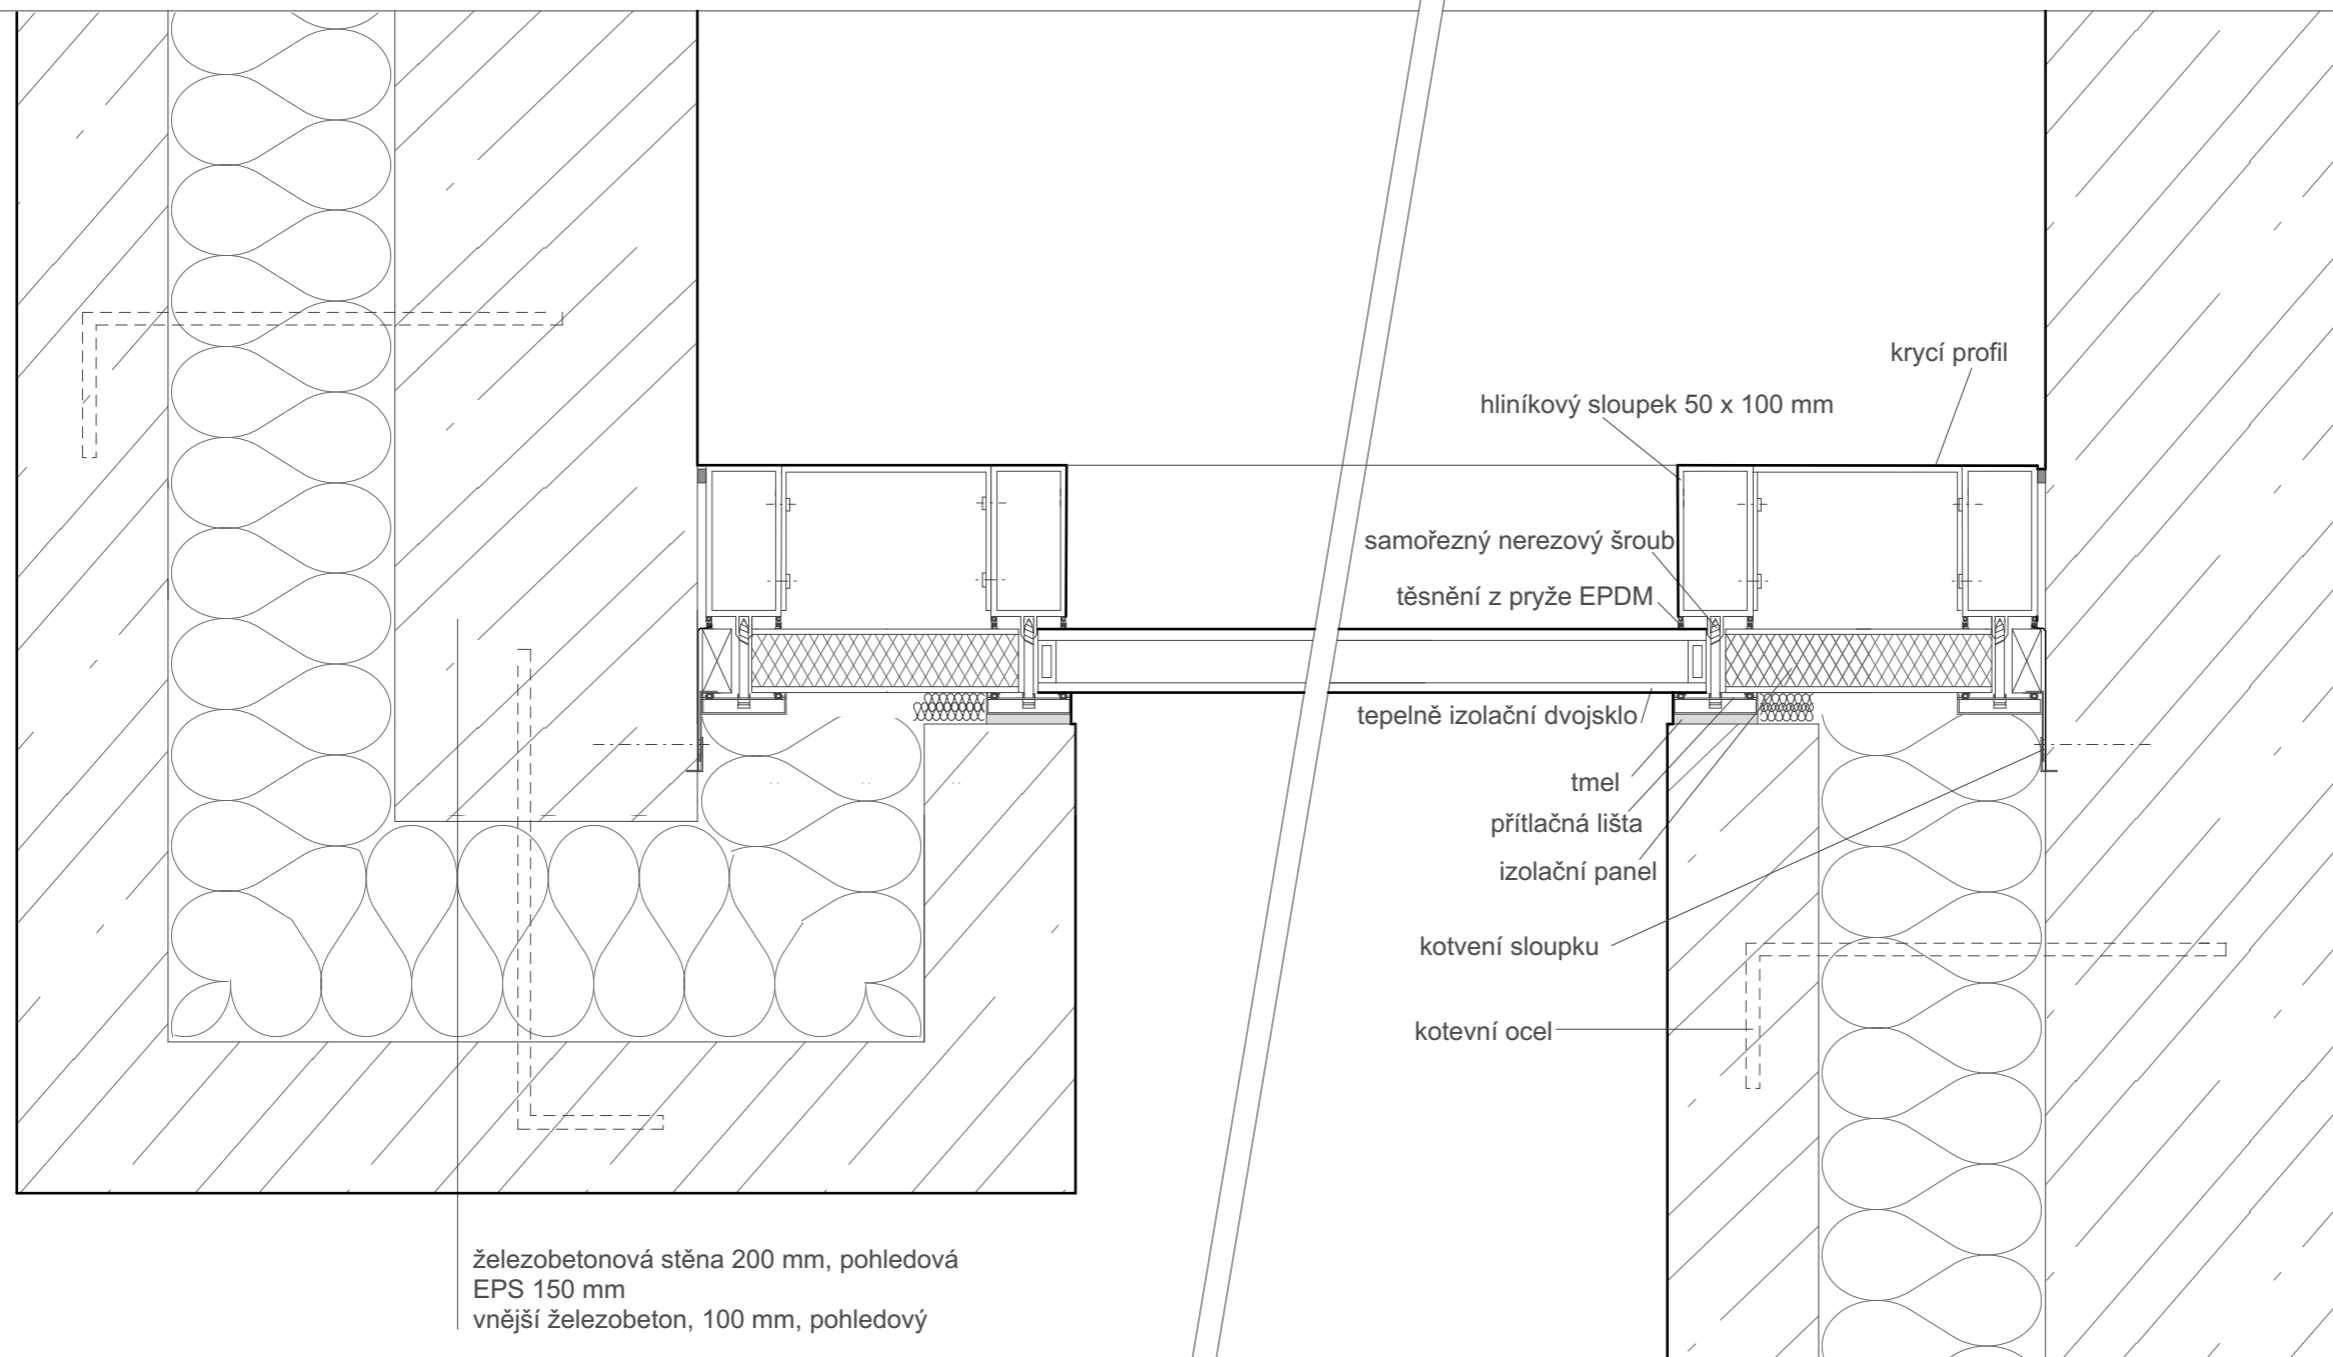 krycí profil
hliníkový sloupek 50 x 100 mm
samořezný nerezový šroub
těsnění z pryže EPDM
tepelně izolační dvojsklo
tmel
přítlačná lišta
izolační panel
kotvení sloupku
kotevní ocel
železobetonová stěna 200 mm, pohledová
EPS 150 mm
vnější železobeton, 100 mm, pohledový